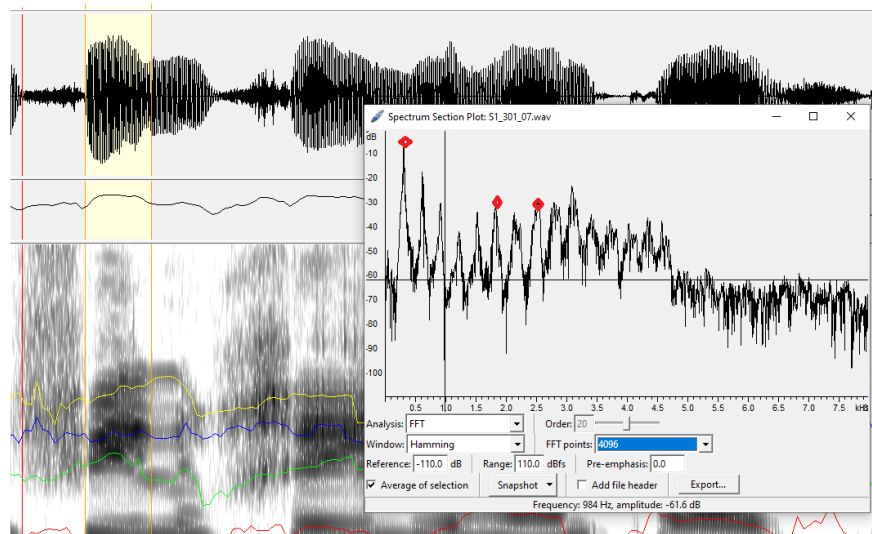 Spectrum Section Plot: S1_301_07.wav
dB
-10
-20
-30
-40
-50
-60
-70
-80
-90
-100
0.5 1.0 1.5 2.0 2.5 3.0 3.5 4.0 4.5 5.0 5.5 6.0 6.5 7.0 7.5
Analysis: FFT Order: 20
Window: Hamming FFT points: 4096
Reference: -110.0 dB Range: 110.0 dBfs Pre-emphasis: 0.0
Average of selection Snapshot Add file header Export...
Frequency: 984 Hz, amplitude: -61.6 dB